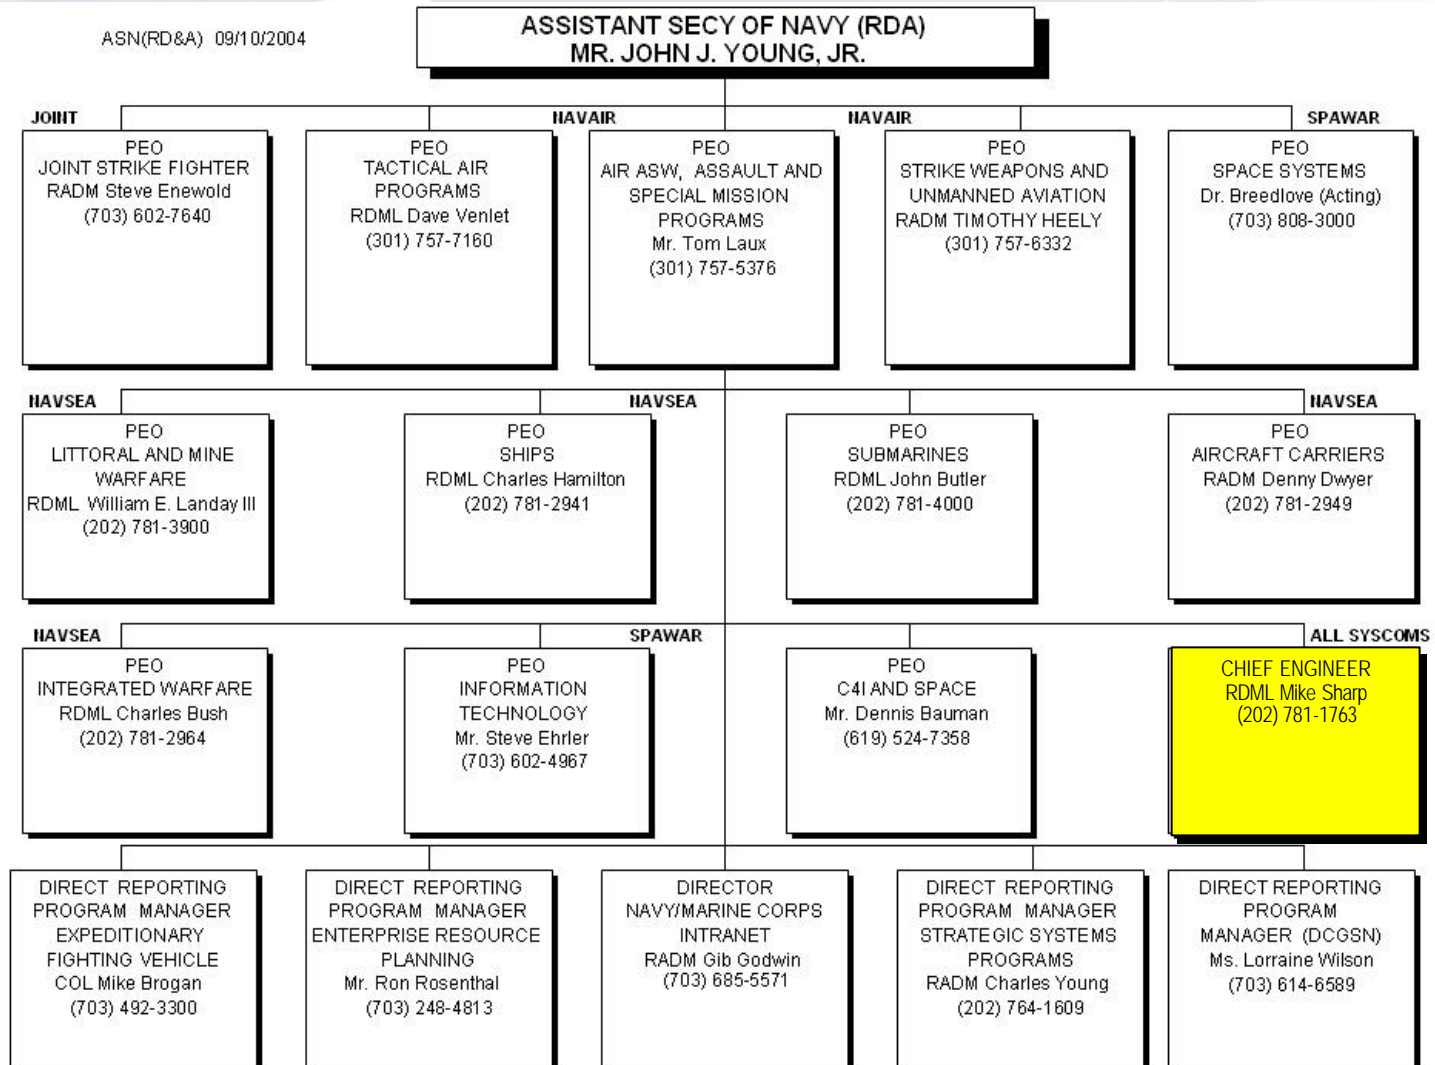 ASN(RD&A) 09/10/2004
ASSISTANT SECY OF NAVY (RDA)
MR. JOHN J. YOUNG, JR.
JOINT
NAVAIR
NAVAIR
SPAWAR
PEO
JOINT STRIKE FIGHTER
RADM Steve Enewold
(703) 602-7640
PEO
TACTICAL AIR
PROGRAMS
RDML Dave Venlet
(301) 757-7160
PEO
AIR ASW, ASSAULT AND
SPECIAL MISSION
PROGRAMS
Mr. Tom Laux
(301) 757-5376
PEO
STRIKE WEAPONS AND
UNMANNED AVIATION
RADM TIMOTHY HEELY
(301) 757-6332
PEO
SPACE SYSTEMS
Dr. Breedlove (Acting)
(703) 808-3000
NAVSEA
NAVSEA
NAVSEA
PEO
LITTORAL AND MINE
WARFARE
RDML William E. Landay III
(202) 781-3900
PEO
SHIPS
RDML Charles Hamilton
(202) 781-2941
PEO
SUBMARINES
RDML John Butler
(202) 781-4000
PEO
AIRCRAFT CARRIERS
RADM Denny Dwyer
(202) 781-2949
NAVSEA
SPAWAR
ALL SYSCOMS
PEO
INTEGRATED WARFARE
RDML Charles Bush
(202) 781-2964
PEO
INFORMATION
TECHNOLOGY
Mr. Steve Ehrler
(703) 602-4967
PEO
C4I AND SPACE
Mr. Dennis Bauman
(619) 524-7358
CHIEF ENGINEER
RDML Mike Sharp
(202) 781-1763
DIRECT REPORTING
PROGRAM MANAGER
EXPEDITIONARY
FIGHTING VEHICLE
COL Mike Brogan
(703) 492-3300
DIRECT REPORTING
PROGRAM MANAGER
ENTERPRISE RESOURCE
PLANNING
Mr. Ron Rosenthal
(703) 248-4813
DIRECTOR
NAVY/MARINE CORPS
INTRANET
RADM Gib Godwin
(703) 685-5571
DIRECT REPORTING
PROGRAM MANAGER
STRATEGIC SYSTEMS
PROGRAMS
RADM Charles Young
(202) 764-1609
DIRECT REPORTING
PROGRAM
MANAGER (DCGSN)
Ms. Lorraine Wilson
(703) 614-6589